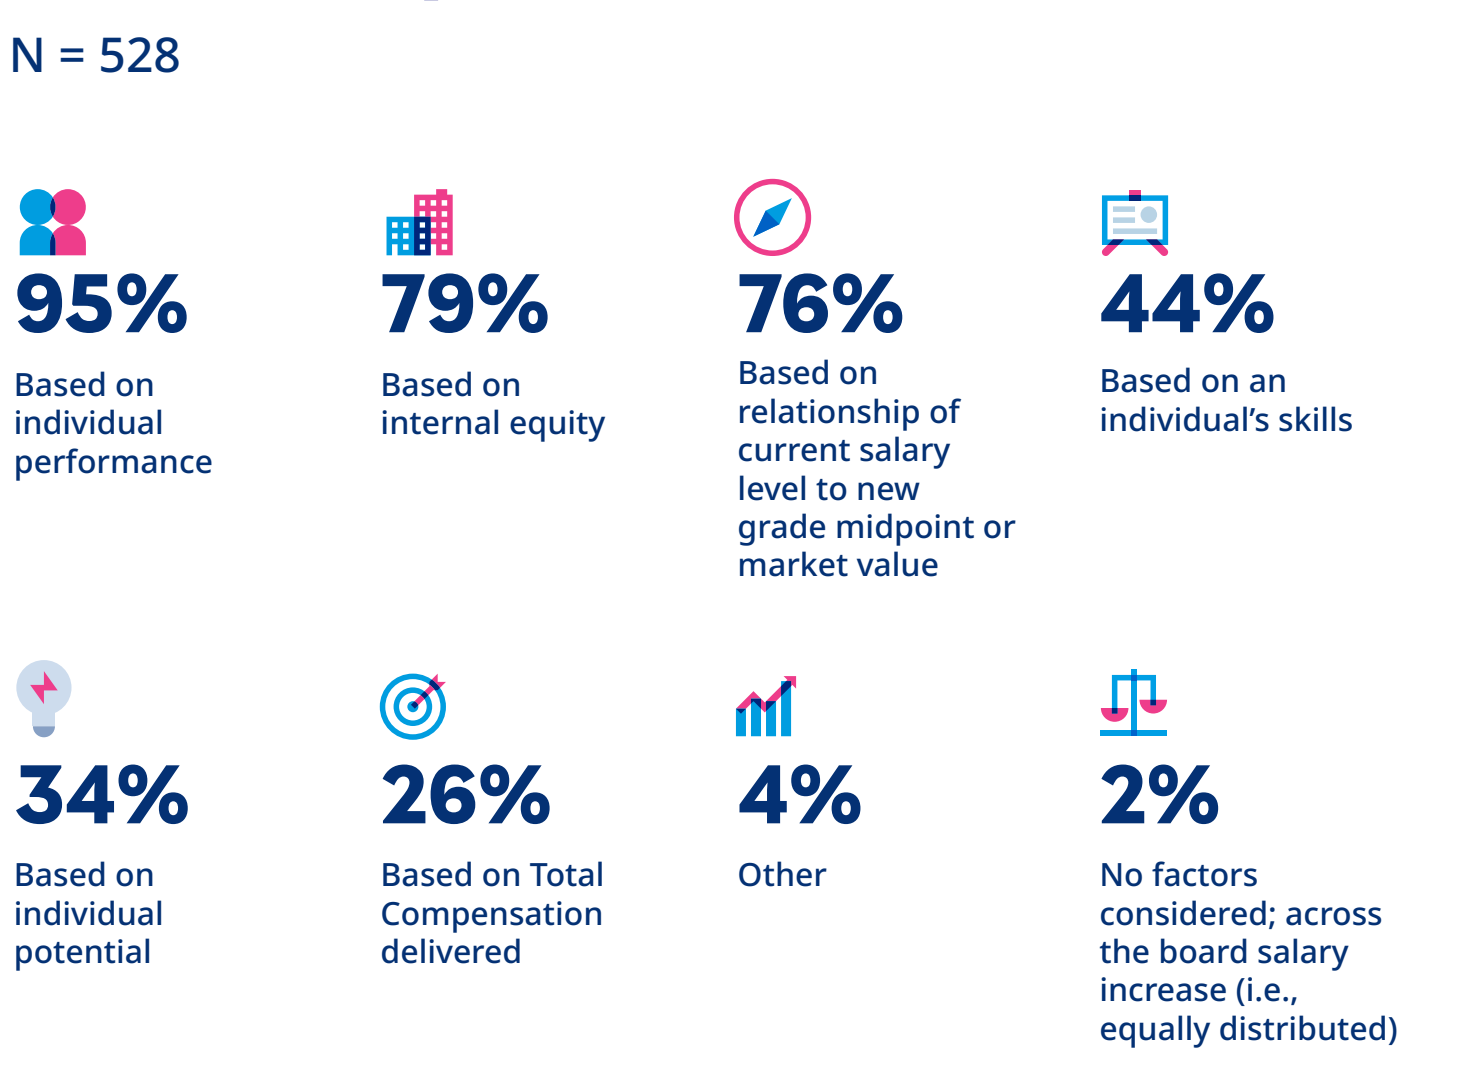 N = 528
95%
Based on
individual
performance
79%
Based on
internal equity
76%
Based on
relationship of
current salary
level to new
grade midpoint or
market value
44%
Based on an
individual’s skills
34%
Based on
individual
potential
26%
Based on Total
Compensation
delivered
4%
Other
2%
No factors
considered; across
the board salary
increase (i.e.,
equally distributed)